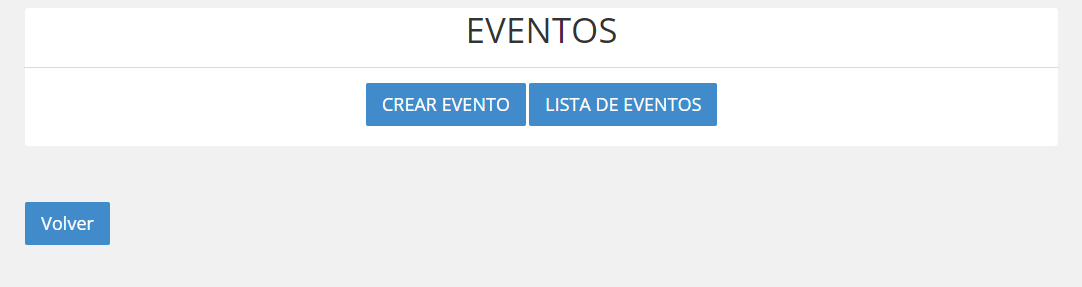 EVENTOS
CREAR EVENTO LISTA DE EVENTOS
Volver